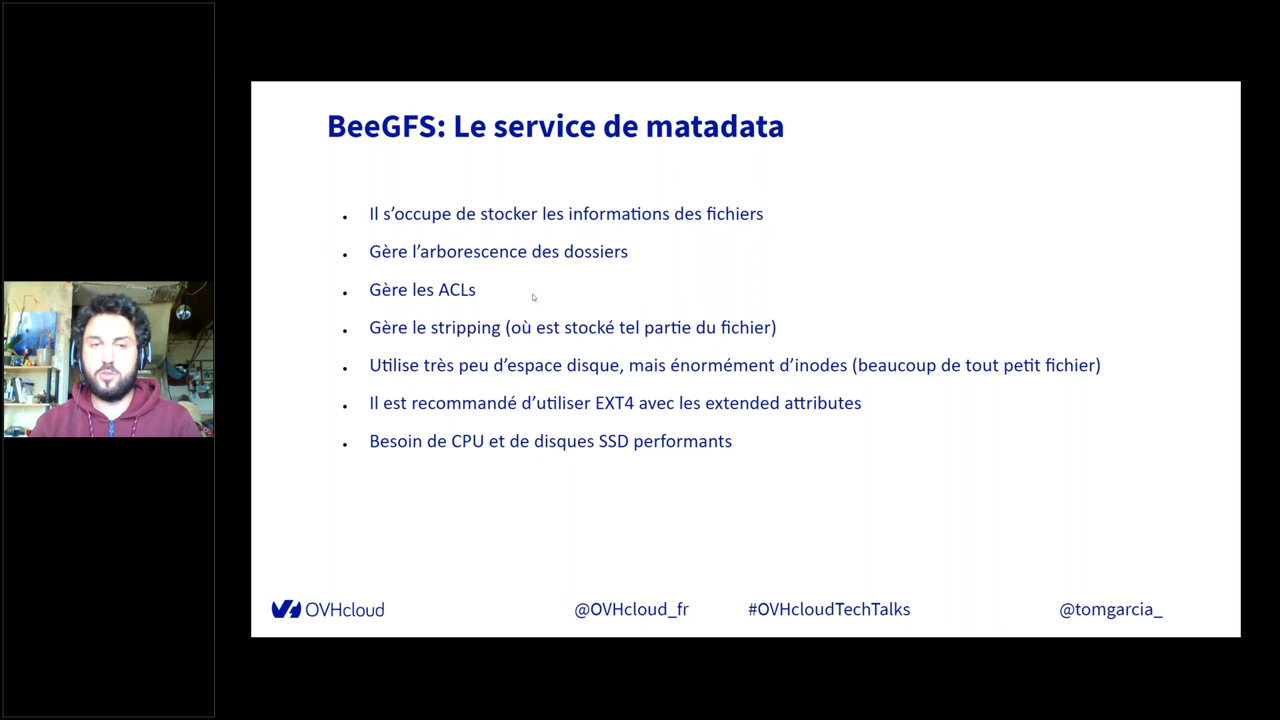 BeeGFS: Le service de matadata
Il s’occupe de stocker les informations des fichiers
Gère l’arborescence des dossiers
Gère les ACLs
Gère le stripping (où est stocké tel partie du fichier)
Utilise très peu d’espace disque, mais énormément d’inodes (beaucoup de tout petit fichier)
Il est recommandé d’utiliser EXT4 avec les extended attributes
Besoin de CPU et de disques SSD performants
OVHcloud @OVHcloud_fr #OVHcloudTechTalks @tomgarcia_